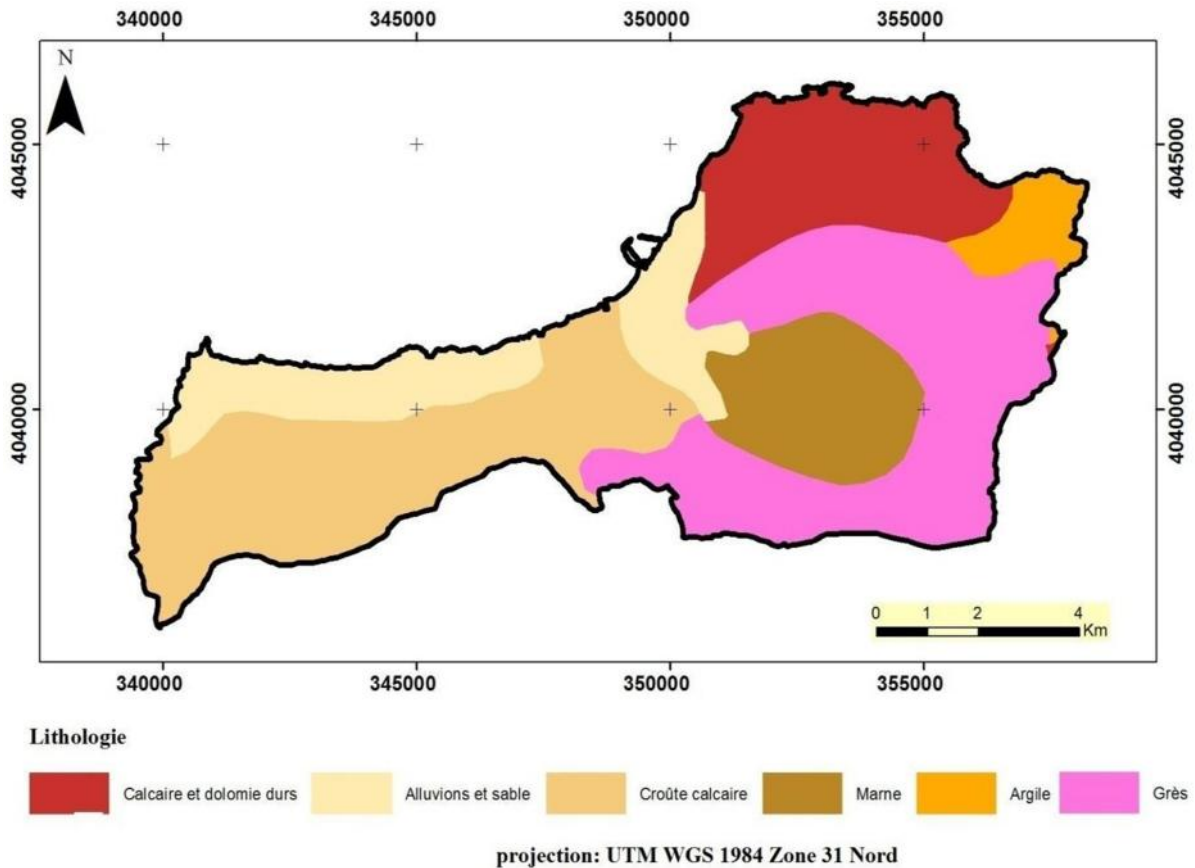 340000 345000 350000 355000
N
4045000 4045000
4040000 4040000
0 1 2 4
Km
340000 345000 350000 355000
Lithologie
Calcaire et dolomie durs Alluvions et sable Croûte calcaire Marne Argile Grès
projection: UTM WGS 1984 Zone 31 Nord